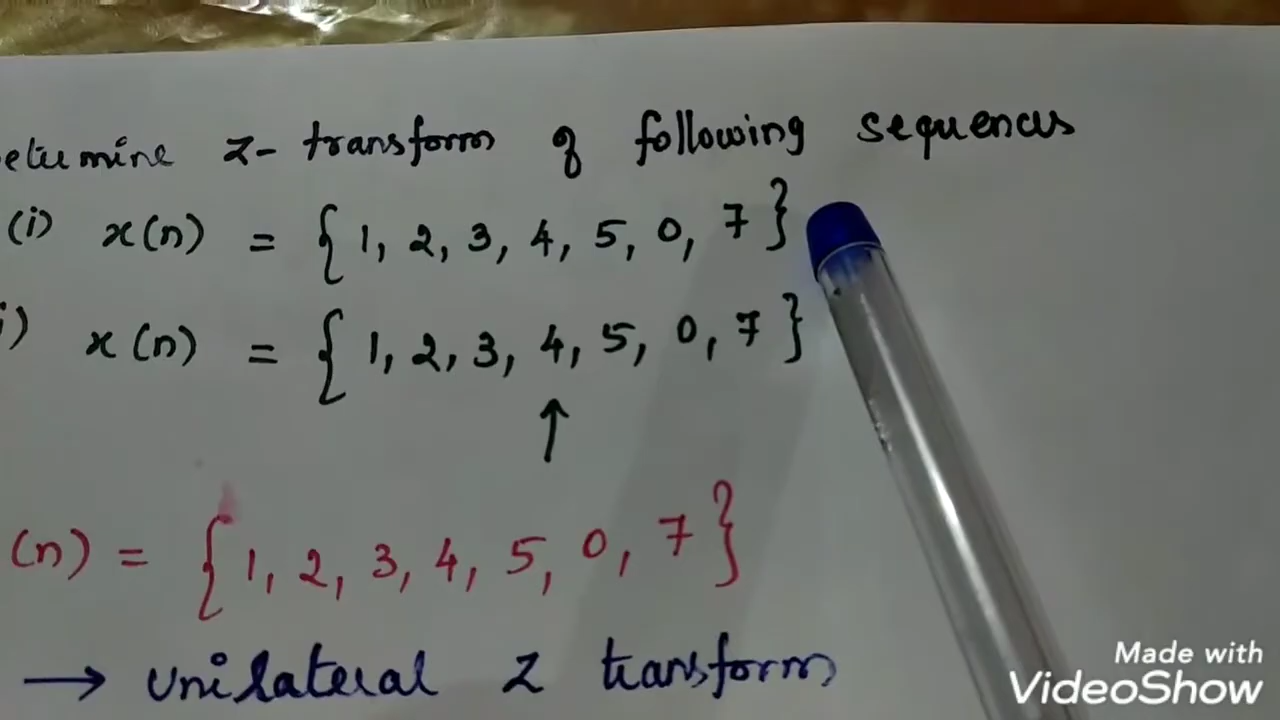 etermine z- transform of following sequences
(i) x(n) = { 1, 2, 3, 4, 5, 0, 7 }
i) x(n) = { 1, 2, 3, 4, 5, 0, 7 }
↑
(n) = { 1, 2, 3, 4, 5, 0, 7 }
→ unilateral z transform
Made with
VideoShow